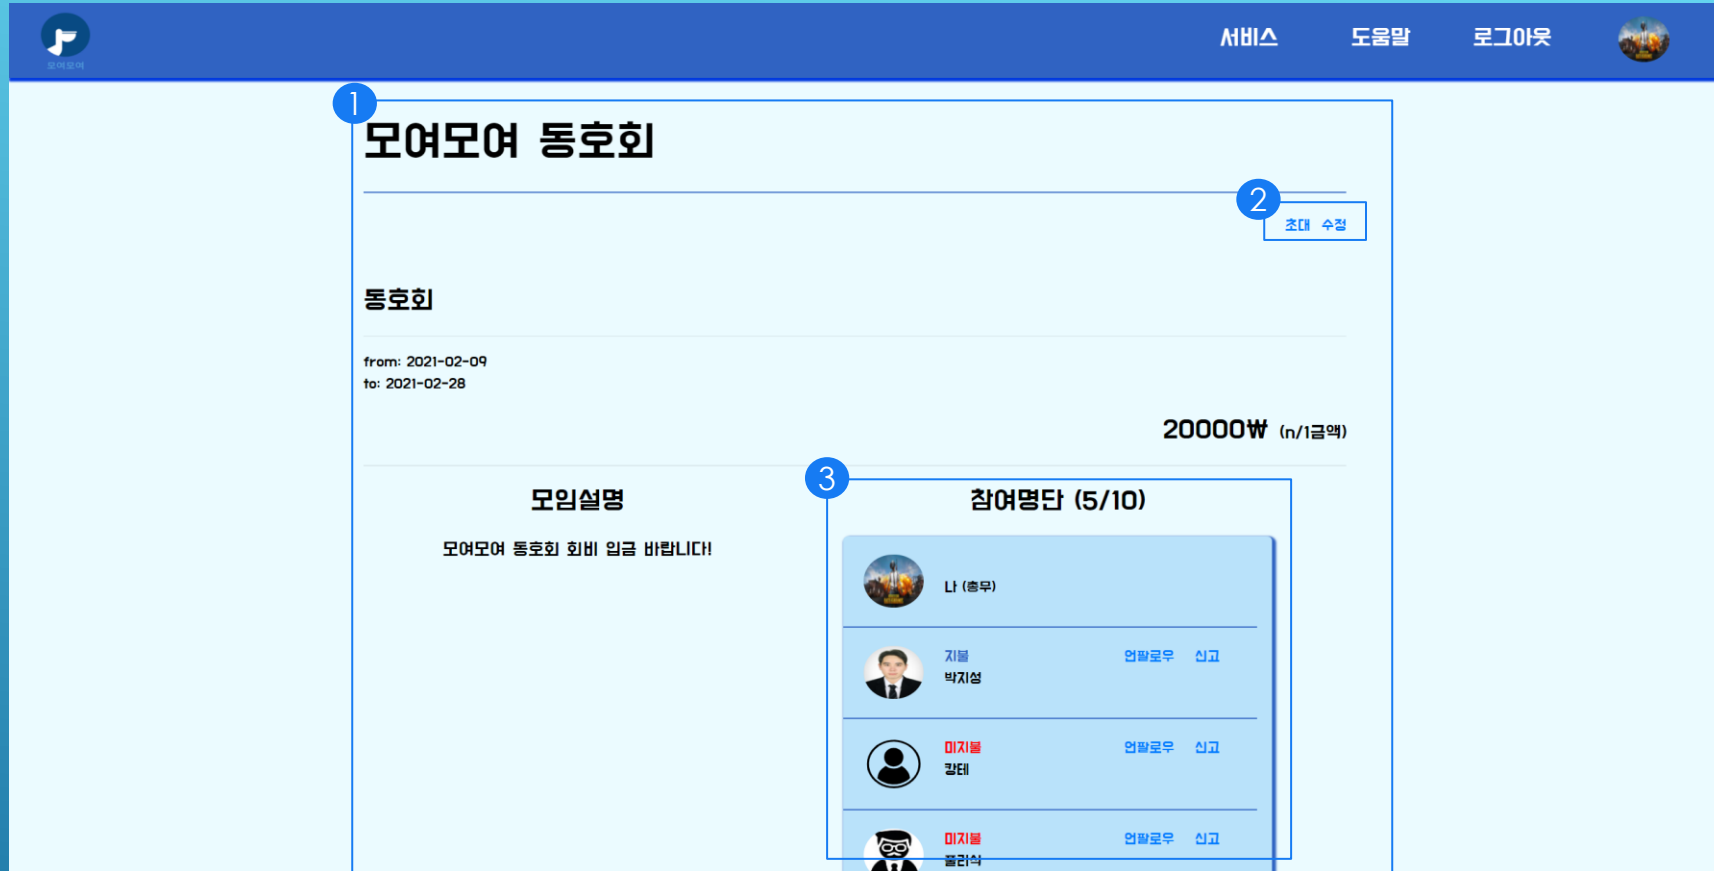 모여모여
서비스 도움말 로그아웃
1
모여모여 동호회
2
초대 수정
동호회
from: 2021-02-09
to: 2021-02-28
20000₩ (n/1금액)
3
모임설명
모여모여 동호회 회비 입금 바랍니다!
참여명단 (5/10)
나 (총무)
지불 언팔로우 신고
박지성
미지불 언팔로우 신고
캉테
미지불 언팔로우 신고